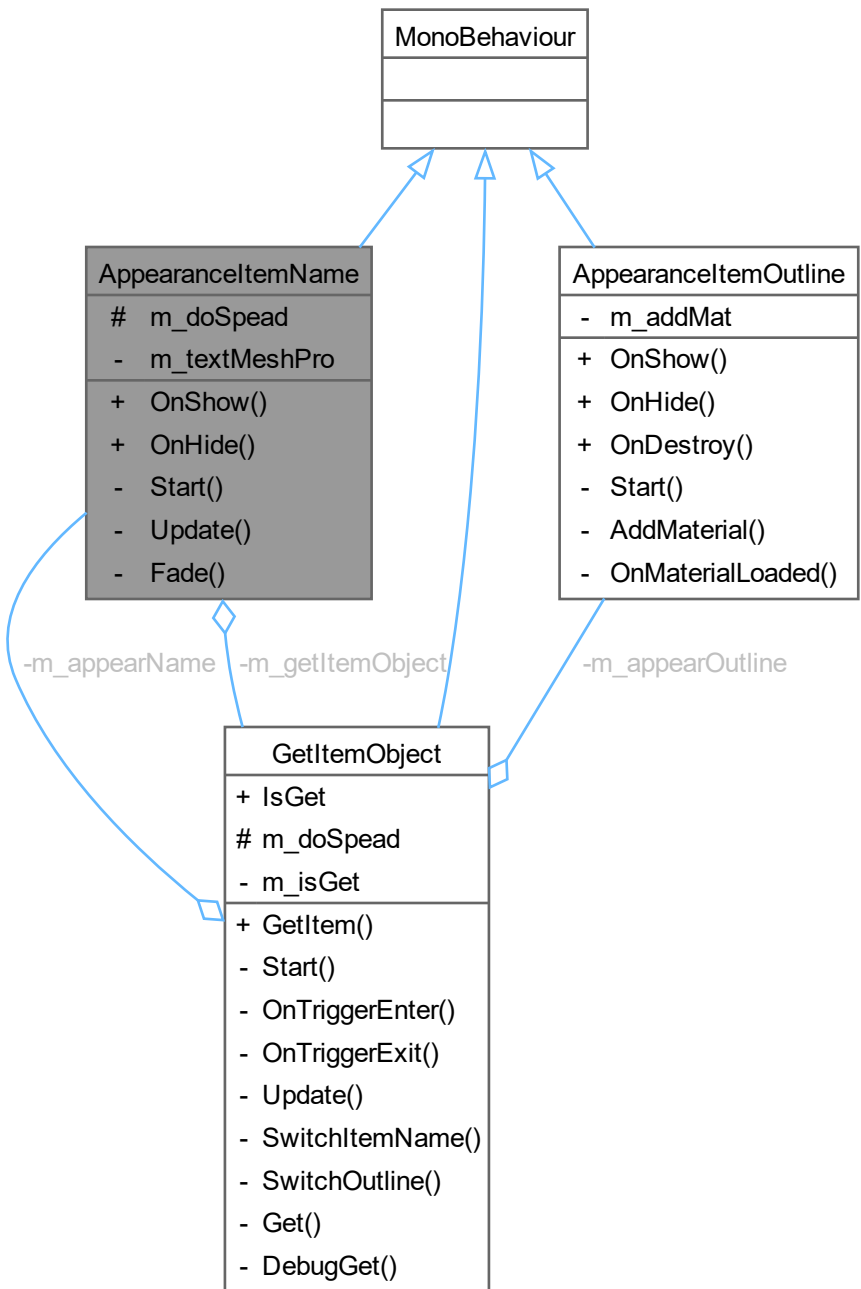 MonoBehaviour
AppearanceItemName
# m_doSpead
- m_textMeshPro
+ OnShow()
+ OnHide()
- Start()
- Update()
- Fade()
AppearanceItemOutline
- m_addMat
+ OnShow()
+ OnHide()
+ OnDestroy()
- Start()
- AddMaterial()
- OnMaterialLoaded()
-m_appearName
-m_getItemObject
-m_appearOutline
GetItemObject
+ IsGet
# m_doSpead
- m_isGet
+ GetItem()
- Start()
- OnTriggerEnter()
- OnTriggerExit()
- Update()
- SwitchItemName()
- SwitchOutline()
- Get()
- DebugGet()